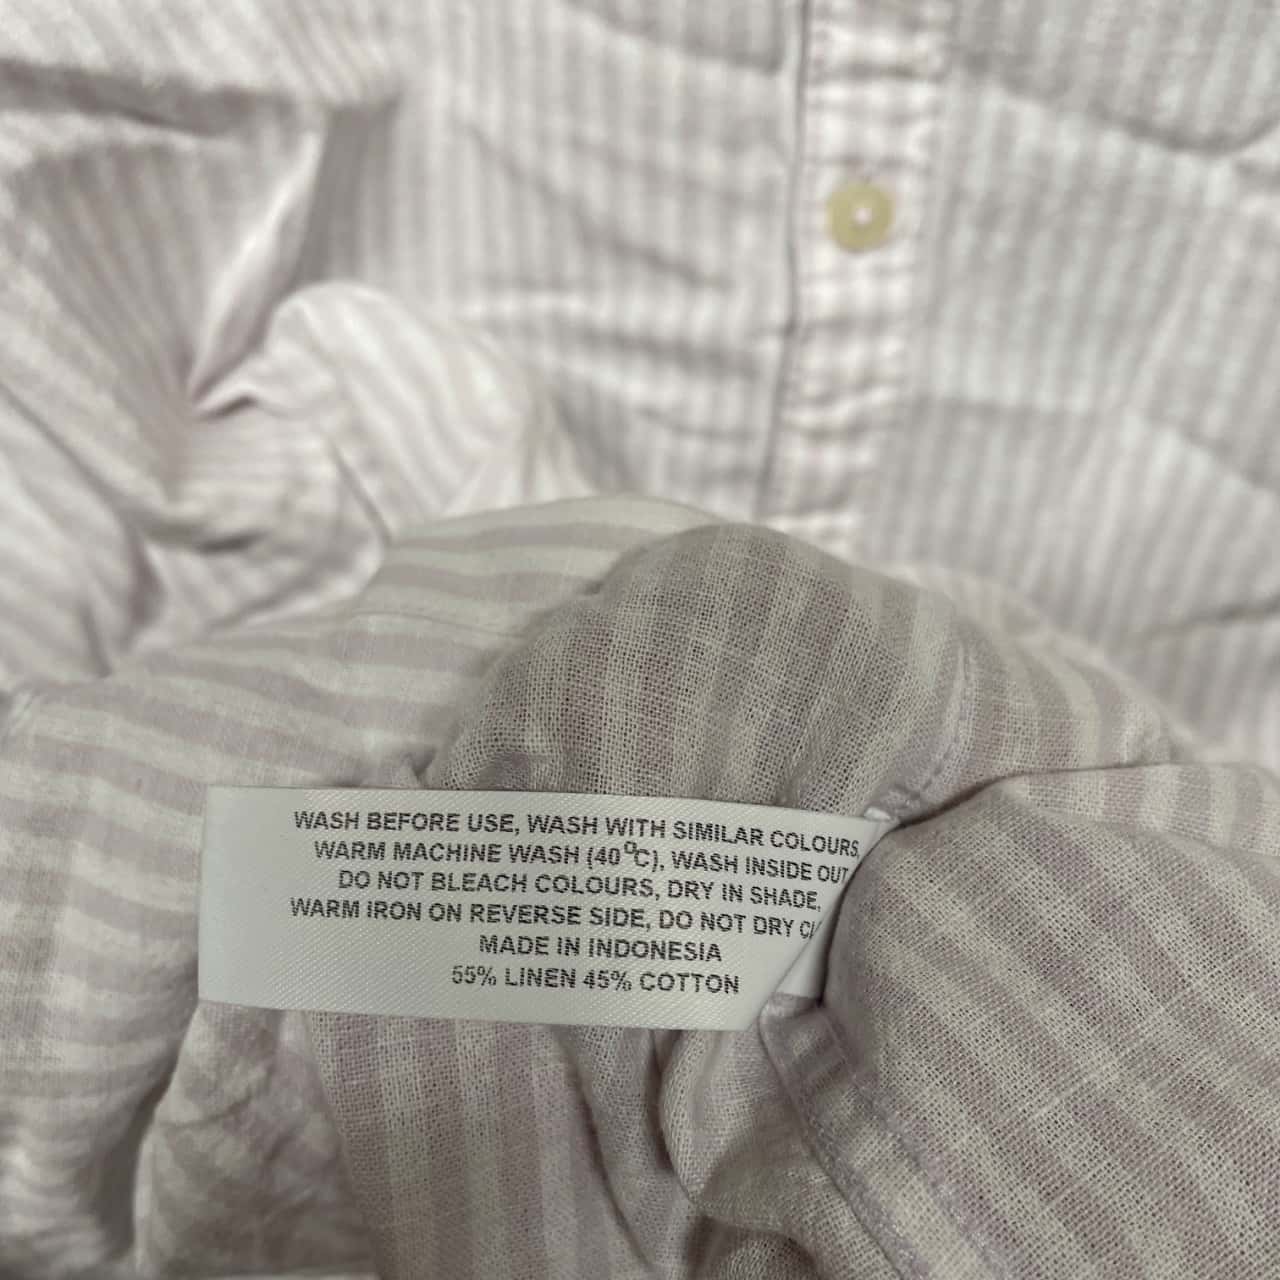 WASH BEFORE USE, WASH WITH SIMILAR COLOURS,
WARM MACHINE WASH (40°C), WASH INSIDE OUT
DO NOT BLEACH COLOURS, DRY IN SHADE,
WARM IRON ON REVERSE SIDE, DO NOT DRY
MADE IN INDONESIA
55% LINEN 45% COTTON